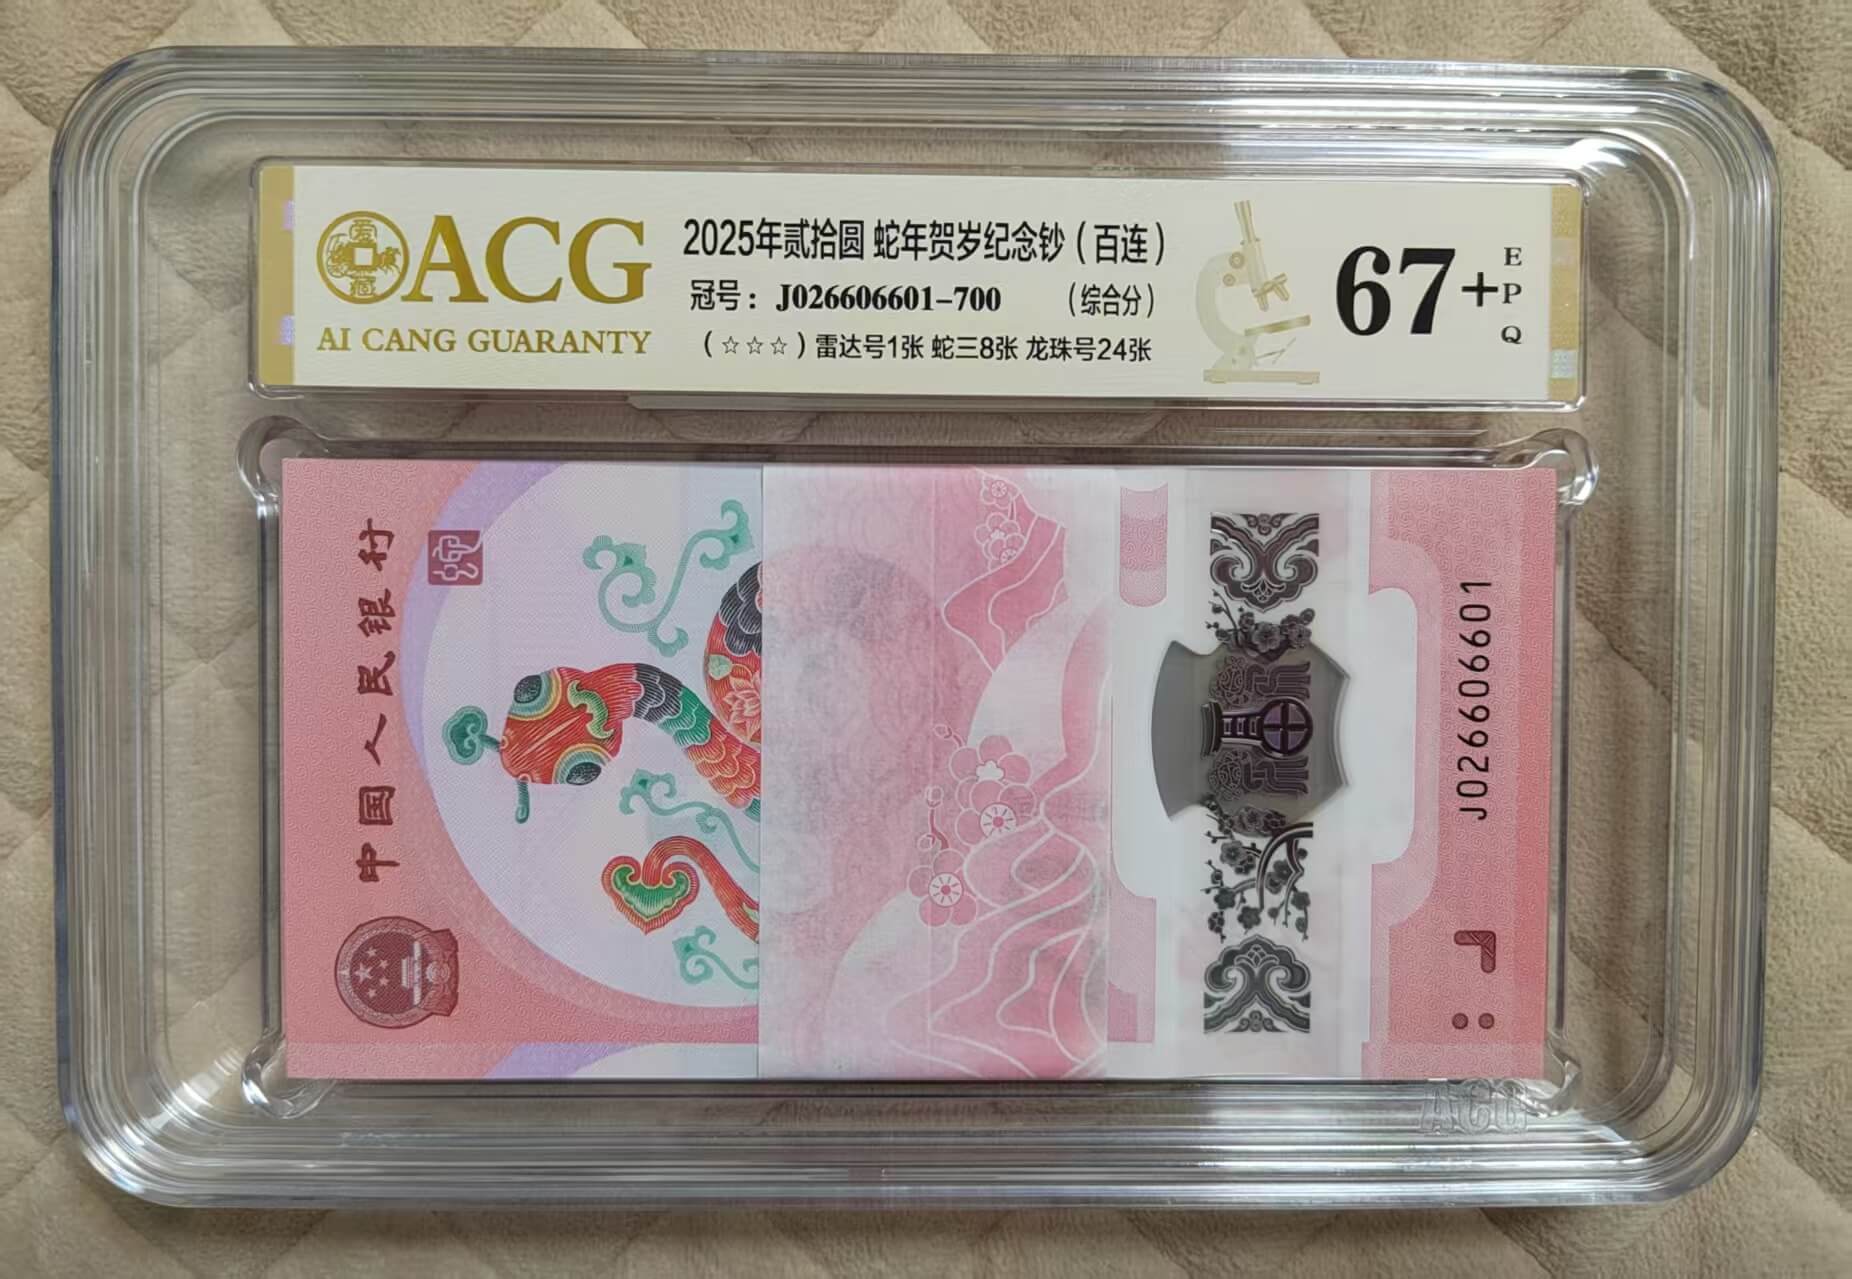 ACG
AI CANG GUARANTY
2025年贰拾圆 蛇年贺岁纪念钞（百连）
冠号：J026606601-700 （综合分）
（☆☆☆）雷达号1张 蛇三8张 龙珠号24张
67+
EPQ
中国人民银行
J026606601
ACG